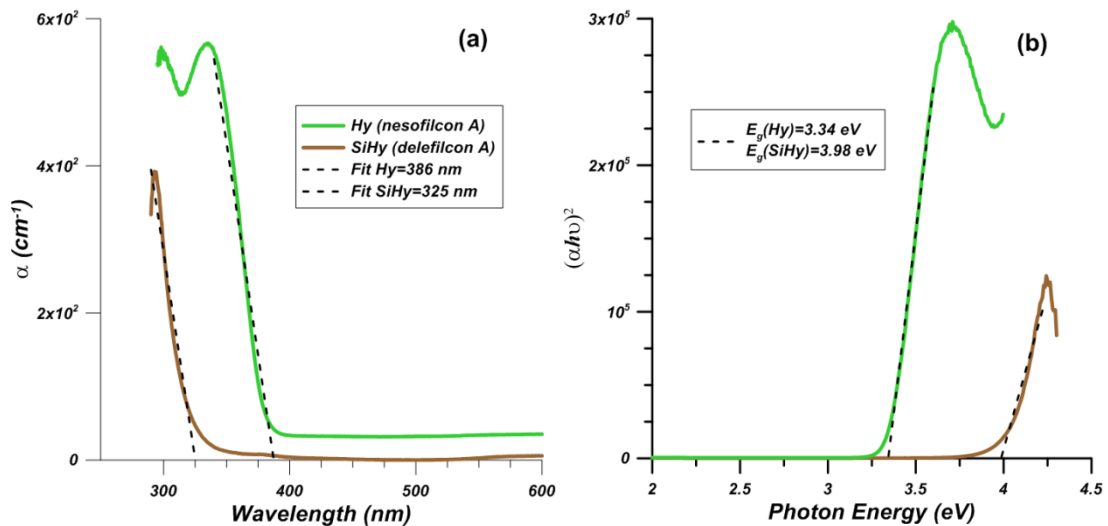 6x10²
4x10²
2x10²
0
α (cm⁻¹)
(a)
Hy (nesofilcon A)
SiHy (delefilcon A)
Fit Hy=386 nm
Fit SiHy=325 nm
300
400
500
600
Wavelength (nm)
3x10⁵
2x10⁵
10⁵
0
(αhυ)²
(b)
E_g(Hy)=3.34 eV
E_g(SiHy)=3.98 eV
2
2.5
3
3.5
4
4.5
Photon Energy (eV)